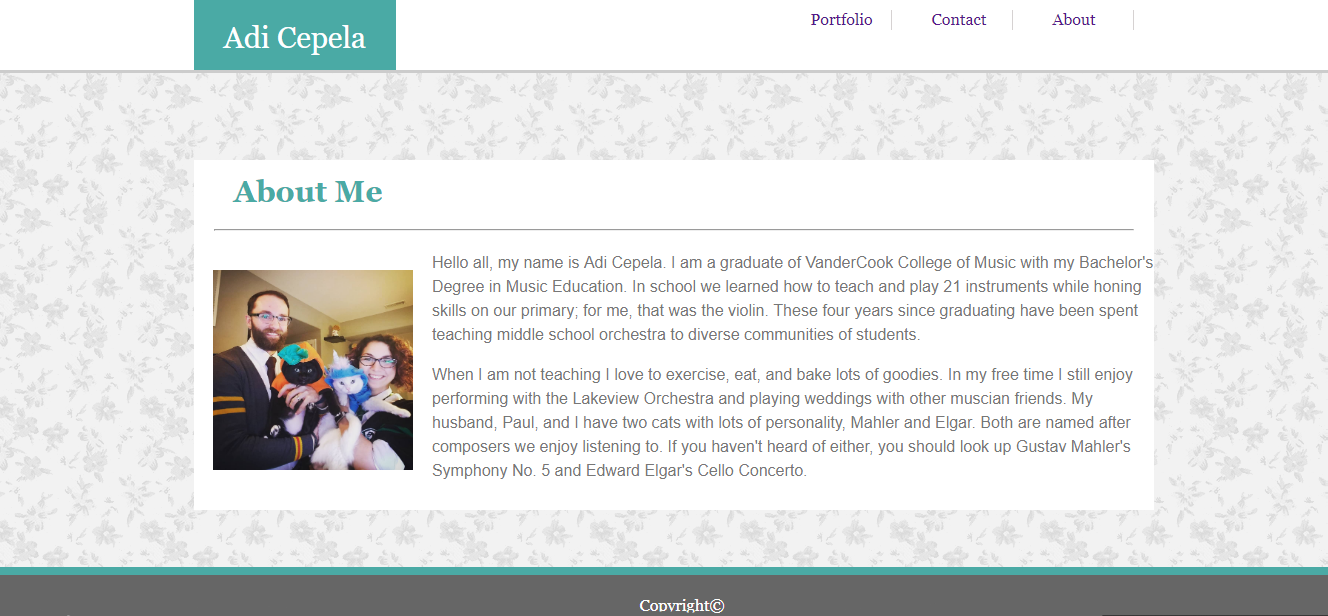 Adi Cepela
Portfolio
Contact
About
About Me
Hello all, my name is Adi Cepela. I am a graduate of VanderCook College of Music with my Bachelor's
Degree in Music Education. In school we learned how to teach and play 21 instruments while honing
skills on our primary; for me, that was the violin. These four years since graduating have been spent
teaching middle school orchestra to diverse communities of students.
When I am not teaching I love to exercise, eat, and bake lots of goodies. In my free time I still enjoy
performing with the Lakeview Orchestra and playing weddings with other muscian friends. My
husband, Paul, and I have two cats with lots of personality, Mahler and Elgar. Both are named after
composers we enjoy listening to. If you haven't heard of either, you should look up Gustav Mahler's
Symphony No. 5 and Edward Elgar's Cello Concerto.
Copyright©